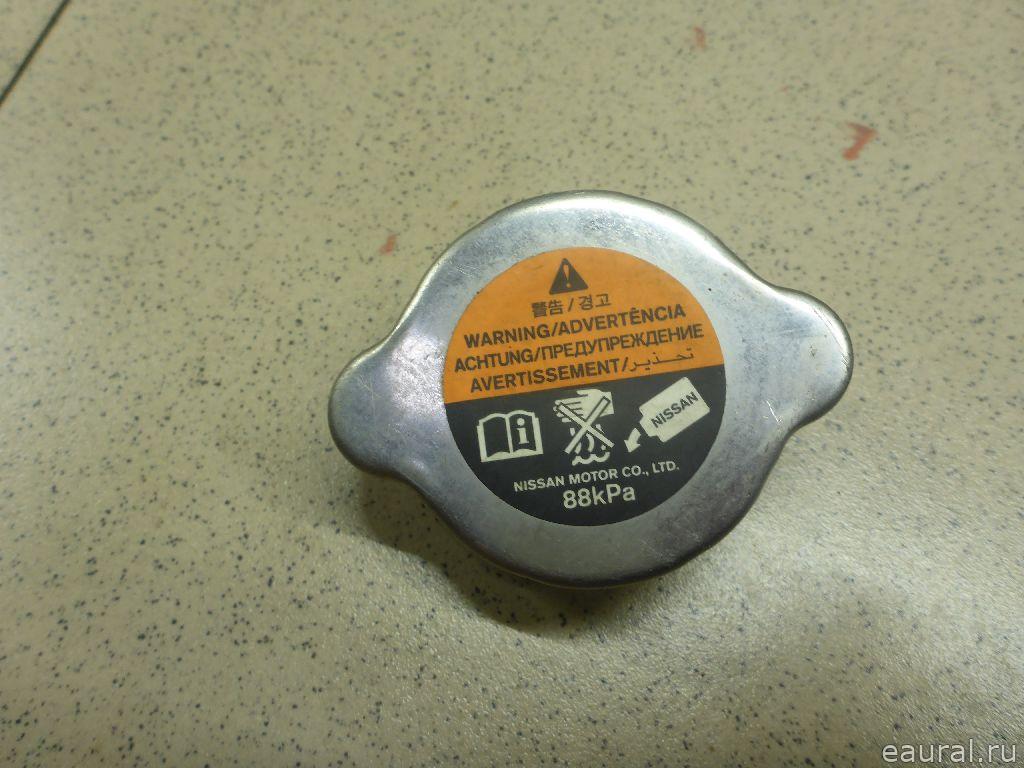 警告/경고
WARNING/ADVERTÊNCIA
ACHTUNG/ПРЕДУПРЕЖДЕНИЕ
AVERTISSEMENT/تحذير
i
NISSAN
NISSAN MOTOR CO., LTD.
88kPa
eaural.ru